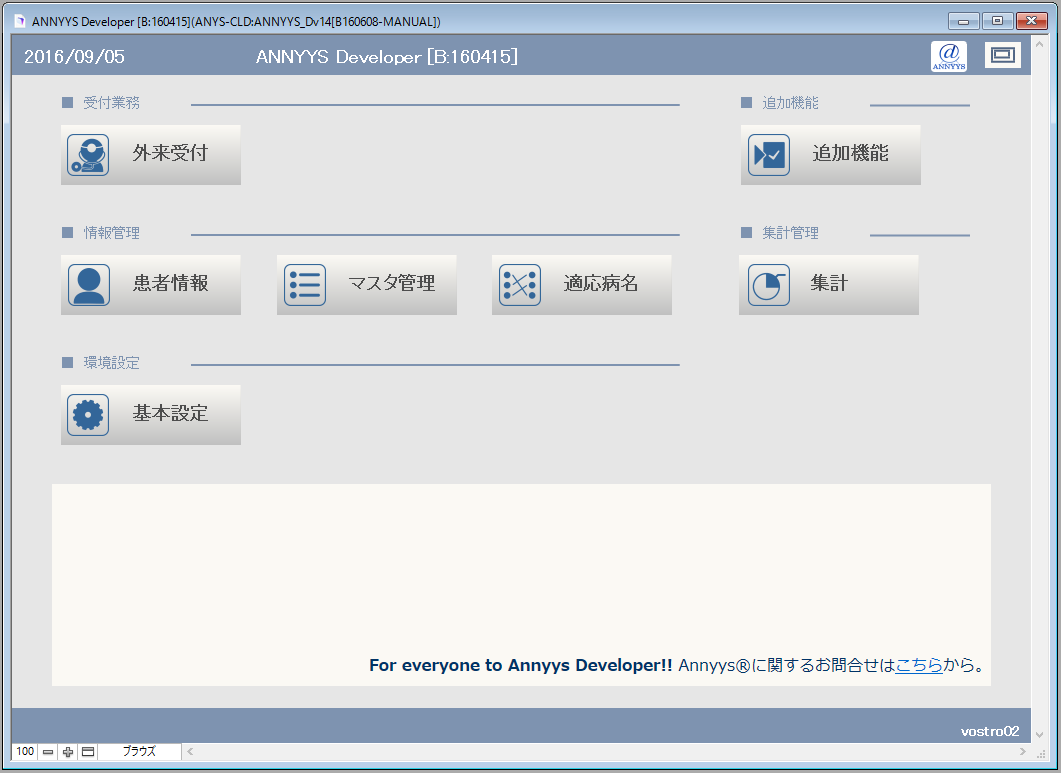 ANNYYS Developer [B:160415](ANYS-CLD:ANNYYS_Dv14[B160608-MANUAL])
2016/09/05 ANNYYS Developer [B:160415]
@
ANNYYS
受付業務 追加機能
外来受付 追加機能
情報管理 集計管理
患者情報 マスタ管理 適応病名 集計
環境設定
基本設定
For everyone to Annyys Developer!! Annyys®に関するお問合せはこちらから。
vostro02
100 ブラウズ